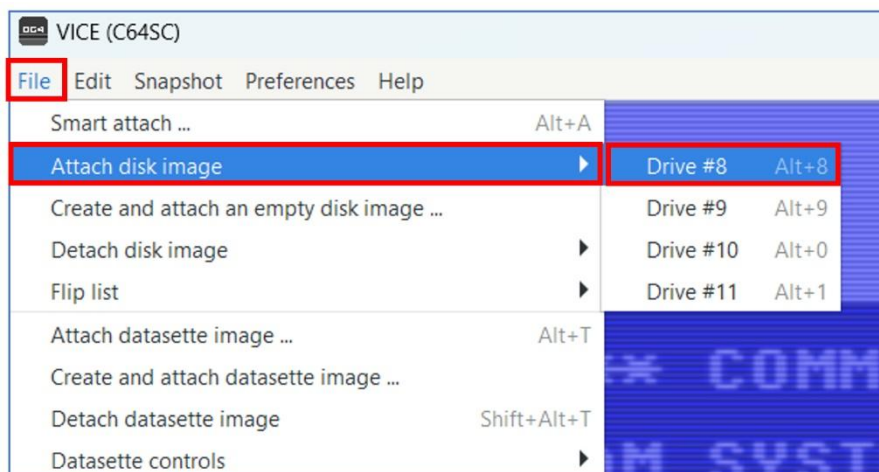 VICE (C64SC)
File Edit Snapshot Preferences Help
Smart attach ... Alt+A
Attach disk image
Drive #8 Alt+8
Create and attach an empty disk image ...
Drive #9 Alt+9
Detach disk image
Drive #10 Alt+0
Flip list
Drive #11 Alt+1
Attach datasette image ... Alt+T
Create and attach datasette image ...
Detach datasette image Shift+Alt+T
Datasette controls
COMM
SYST